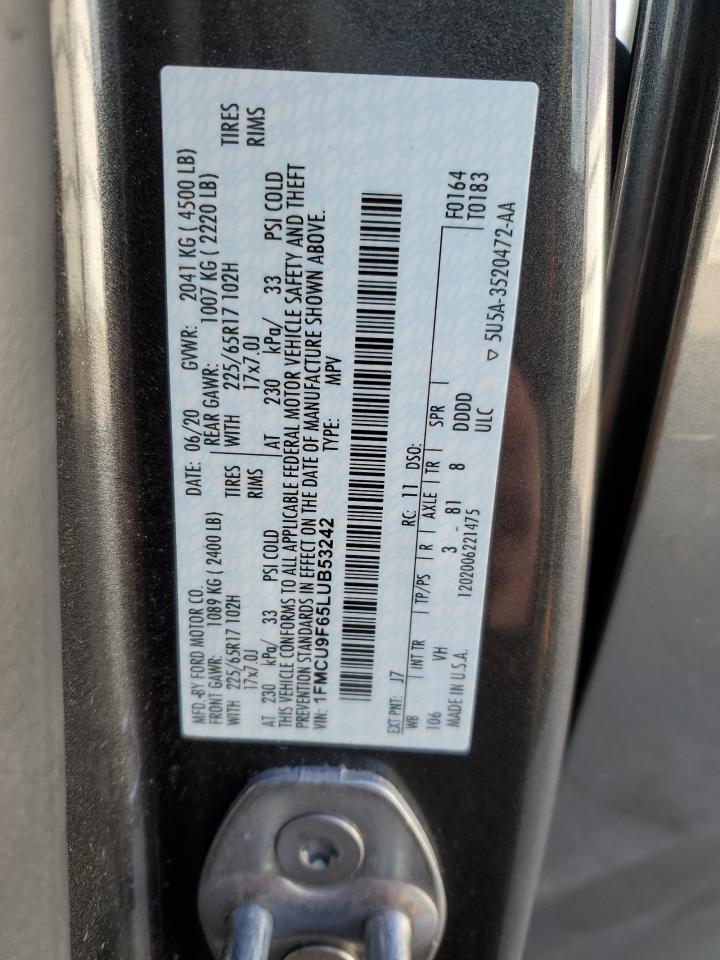 MFD. BY FORD MOTOR CO. DATE: 06/20 GVWR: 2041 KG ( 4500 LB)
FRONT GAWR: 1089 KG ( 2400 LB) REAR GAWR: 1007 KG ( 2220 LB)
WITH 225/65R17 102H TIRES WITH 225/65R17 102H TIRES
17x7.0J RIMS 17x7.0J RIMS
AT 230 kPa/ 33 PSI COLD AT 230 kPa/ 33 PSI COLD
THIS VEHICLE CONFORMS TO ALL APPLICABLE FEDERAL MOTOR VEHICLE SAFETY AND THEFT
PREVENTION STANDARDS IN EFFECT ON THE DATE OF MANUFACTURE SHOWN ABOVE.
VIN: 1FMCU9F65LUB53242 TYPE: MPV
EXT PNT: J7 RC: 11 DSO: F0164
WB INT TR TP/PS R AXLE TR SPR T0183
106 VH 3 - 81 8 DDDD
MADE IN U.S.A. 1202006221475 ULC ▽ 5U5A-3520472-AA